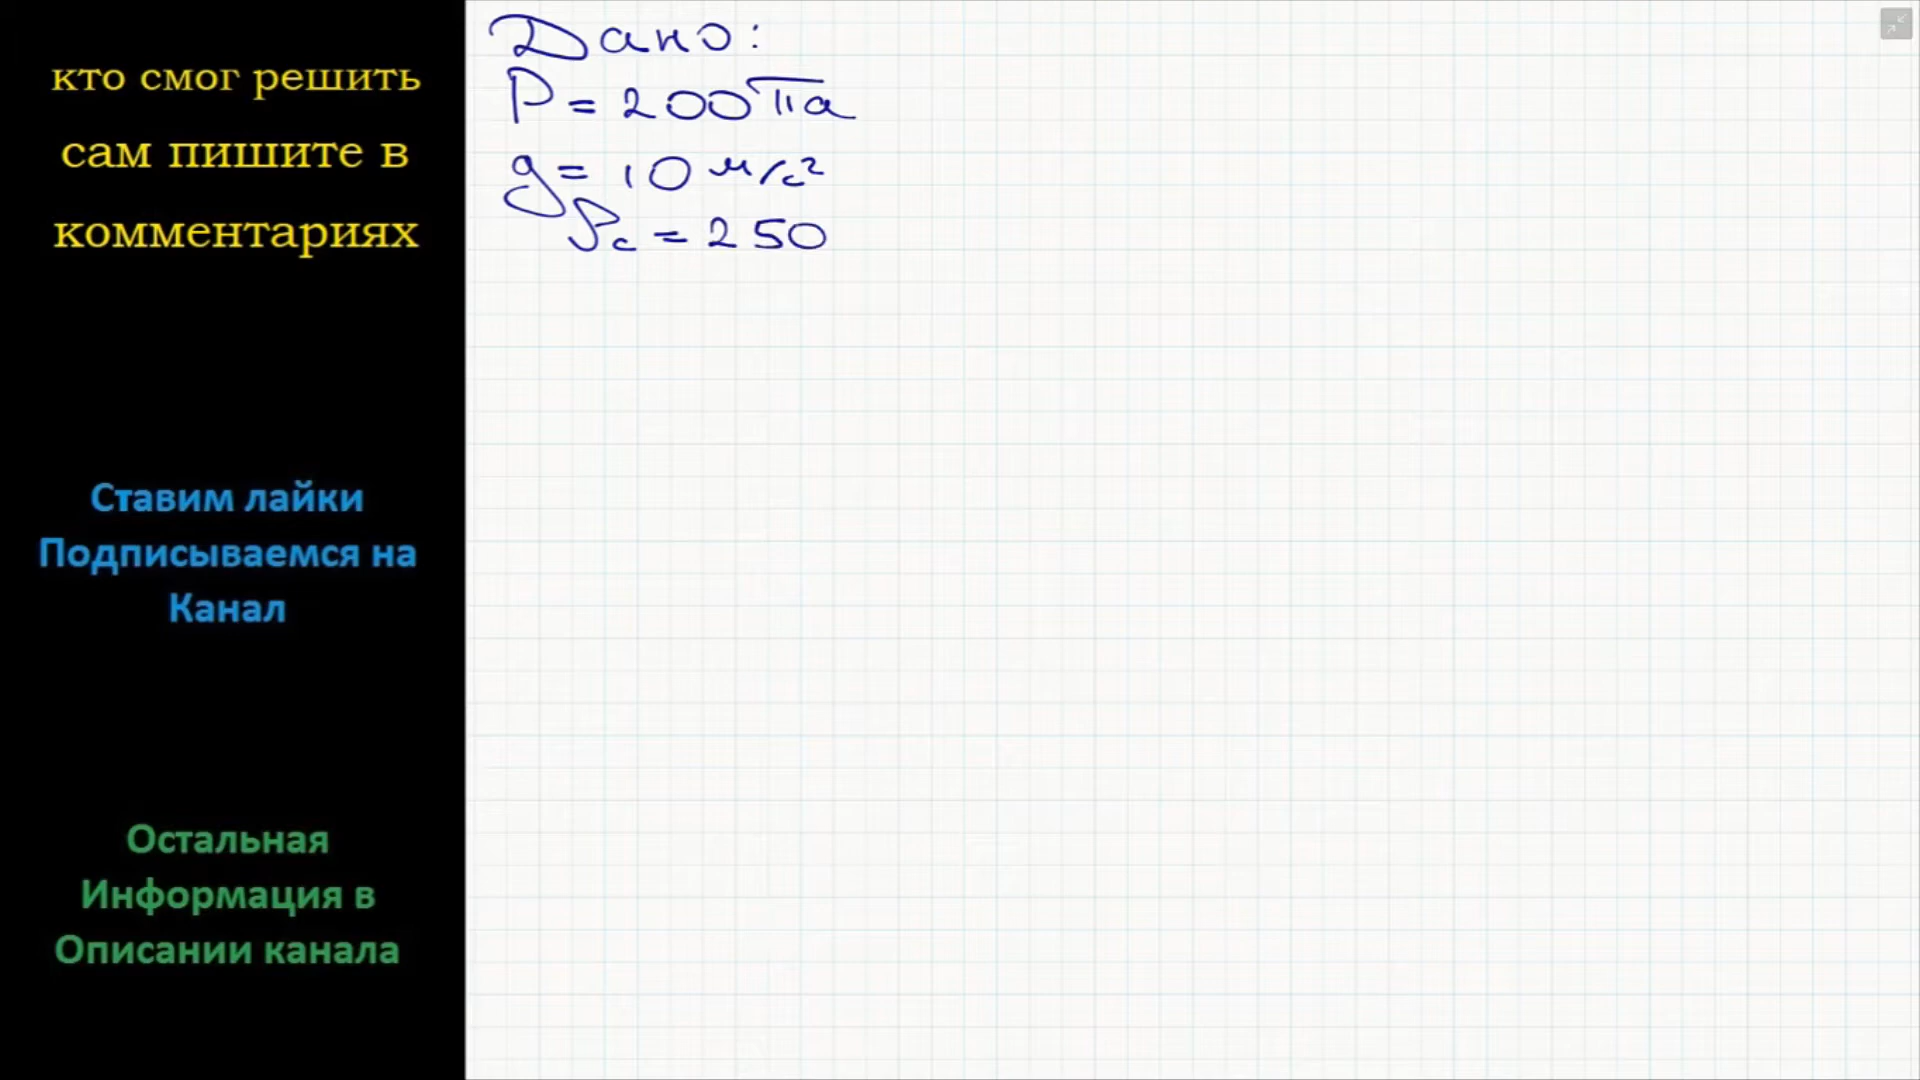 кто смог решить
сам пишите в
комментариях
Ставим лайки
Подписываемся на
Канал
Остальная
Информация в
Описании канала
Дано:
P = 200 Па
g = 10 м/с²
ρс = 250